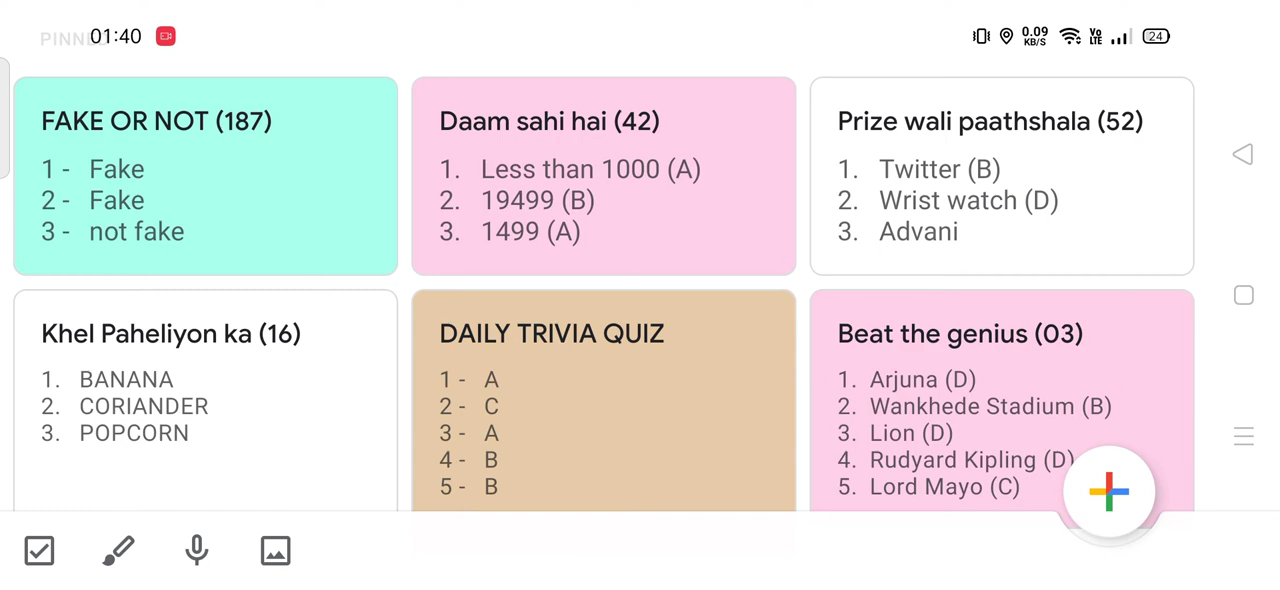 PINNED
01:40
0.09
KB/S
Vo
LTE
24
FAKE OR NOT (187)
1 - Fake
2 - Fake
3 - not fake
Daam sahi hai (42)
1. Less than 1000 (A)
2. 19499 (B)
3. 1499 (A)
Prize wali paathshala (52)
1. Twitter (B)
2. Wrist watch (D)
3. Advani
Khel Paheliyon ka (16)
1. BANANA
2. CORIANDER
3. POPCORN
DAILY TRIVIA QUIZ
1 - A
2 - C
3 - A
4 - B
5 - B
Beat the genius (03)
1. Arjuna (D)
2. Wankhede Stadium (B)
3. Lion (D)
4. Rudyard Kipling (D)
5. Lord Mayo (C)